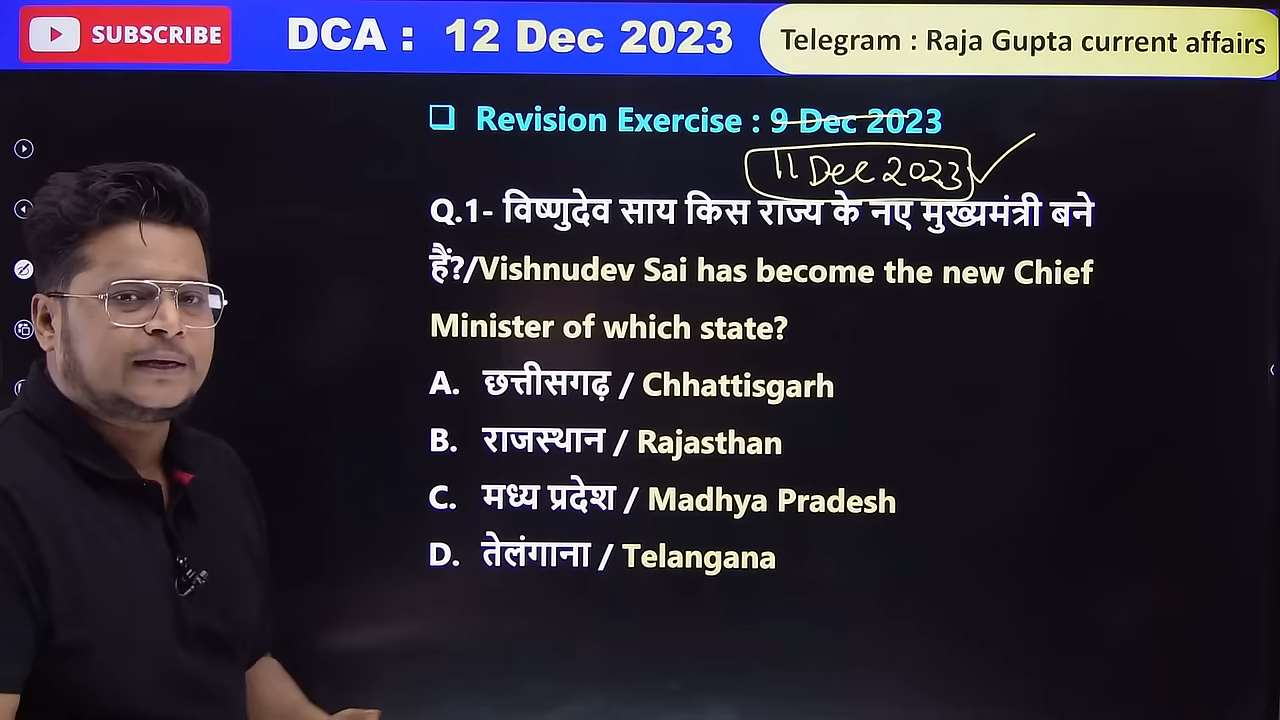 SUBSCRIBE
DCA : 12 Dec 2023
Telegram : Raja Gupta current affairs
Revision Exercise : 9 Dec 2023
11 Dec 2023
Q.1- विष्णुदेव साय किस राज्य के नए मुख्यमंत्री बने
हैं?/Vishnudev Sai has become the new Chief
Minister of which state?
A. छत्तीसगढ़ / Chhattisgarh
B. राजस्थान / Rajasthan
C. मध्य प्रदेश / Madhya Pradesh
D. तेलंगाना / Telangana